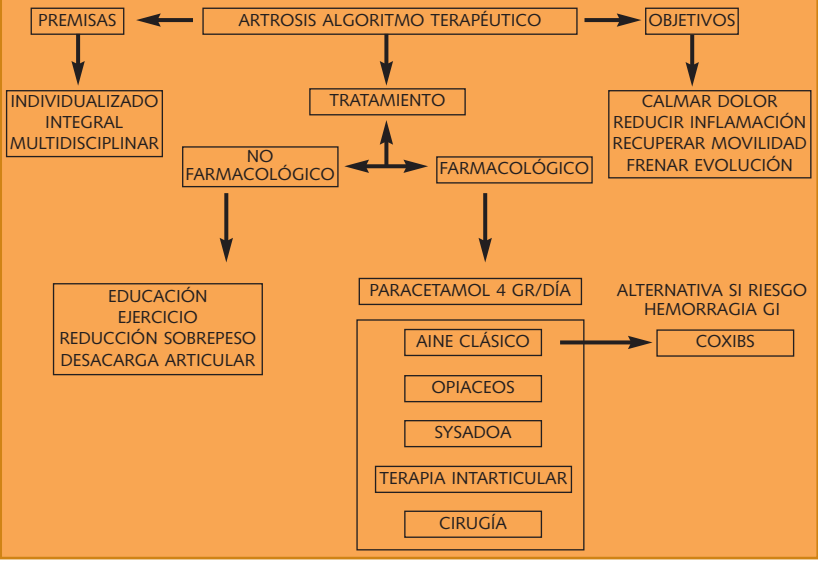 PREMISAS
ARTROSIS ALGORITMO TERAPÉUTICO
OBJETIVOS
INDIVIDUALIZADO
INTEGRAL
MULTIDISCIPLINAR
TRATAMIENTO
CALMAR DOLOR
REDUCIR INFLAMACIÓN
RECUPERAR MOVILIDAD
FRENAR EVOLUCIÓN
NO
FARMACOLÓGICO
FARMACOLÓGICO
EDUCACIÓN
EJERCICIO
REDUCCIÓN SOBREPESO
DESACARGA ARTICULAR
PARACETAMOL 4 GR/DÍA
ALTERNATIVA SI RIESGO
HEMORRAGIA GI
AINE CLÁSICO
COXIBS
OPIACEOS
SYSADOA
TERAPIA INTARTICULAR
CIRUGÍA